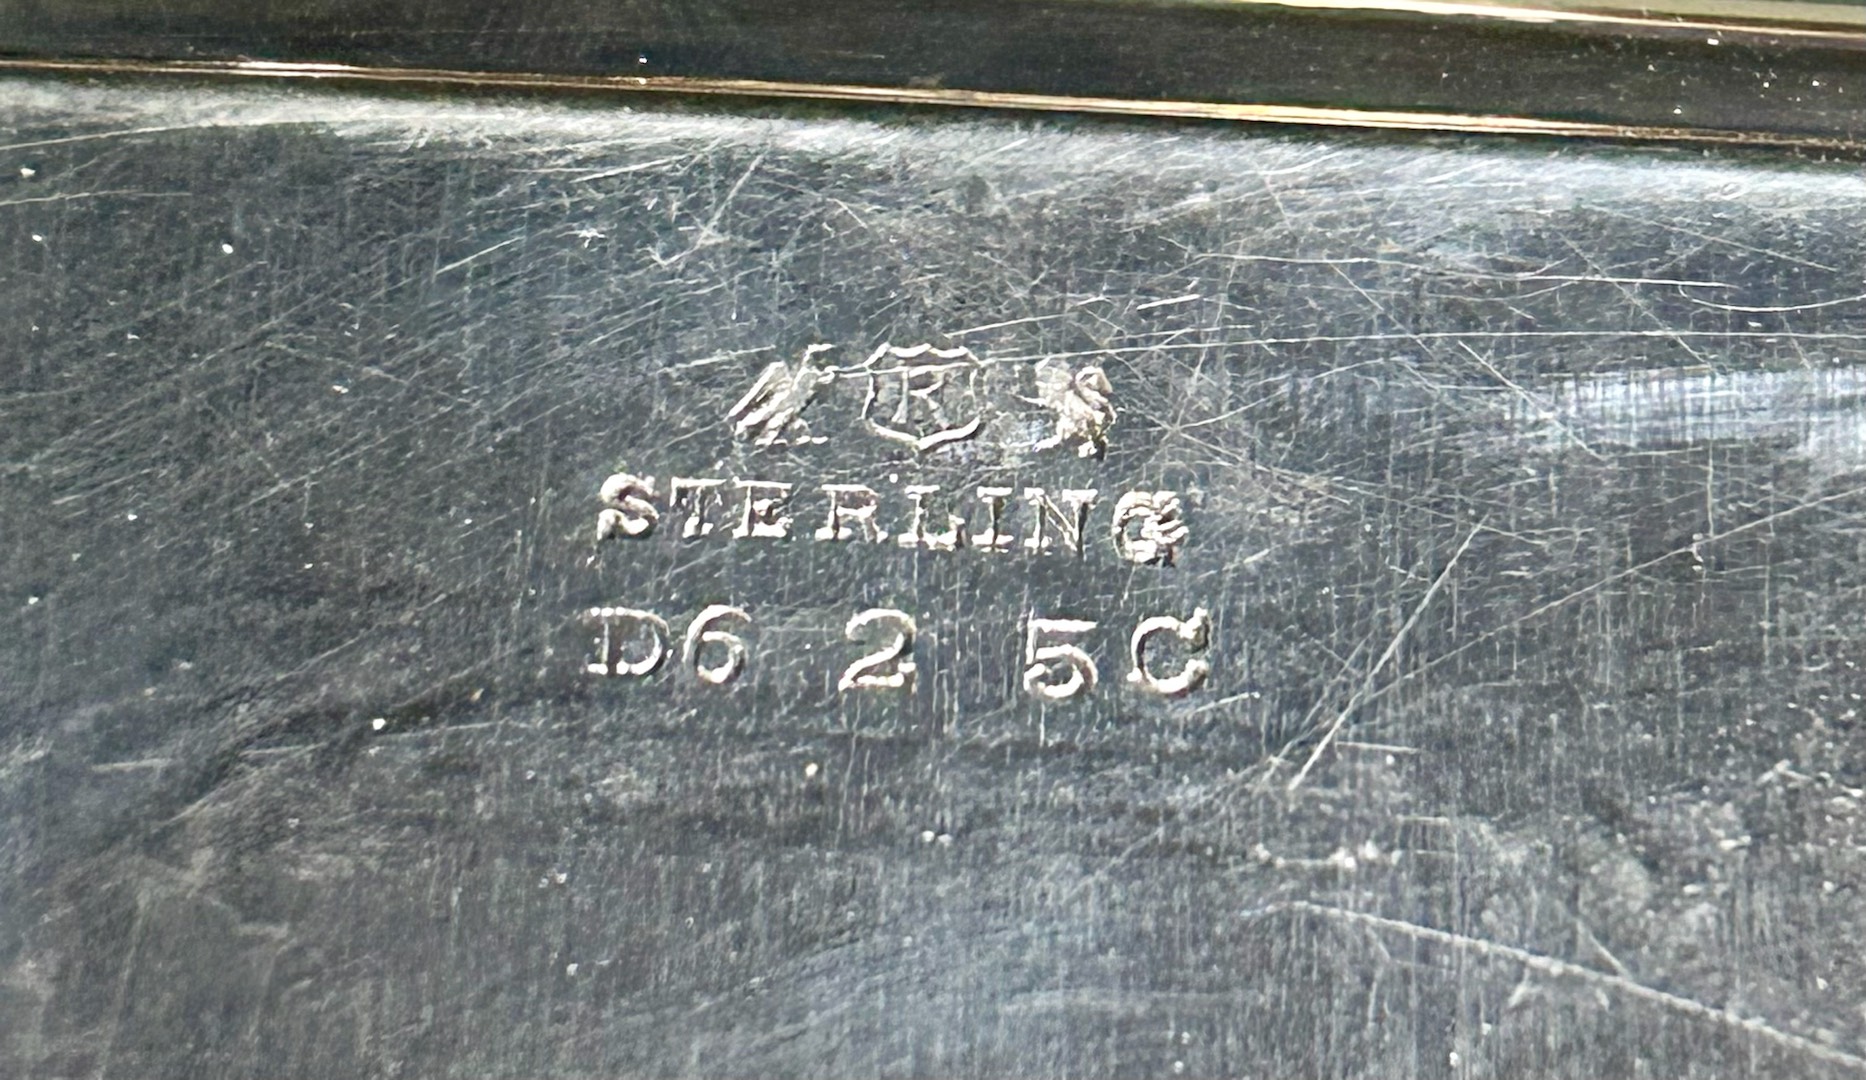 R
STERLING
D6 2 5C